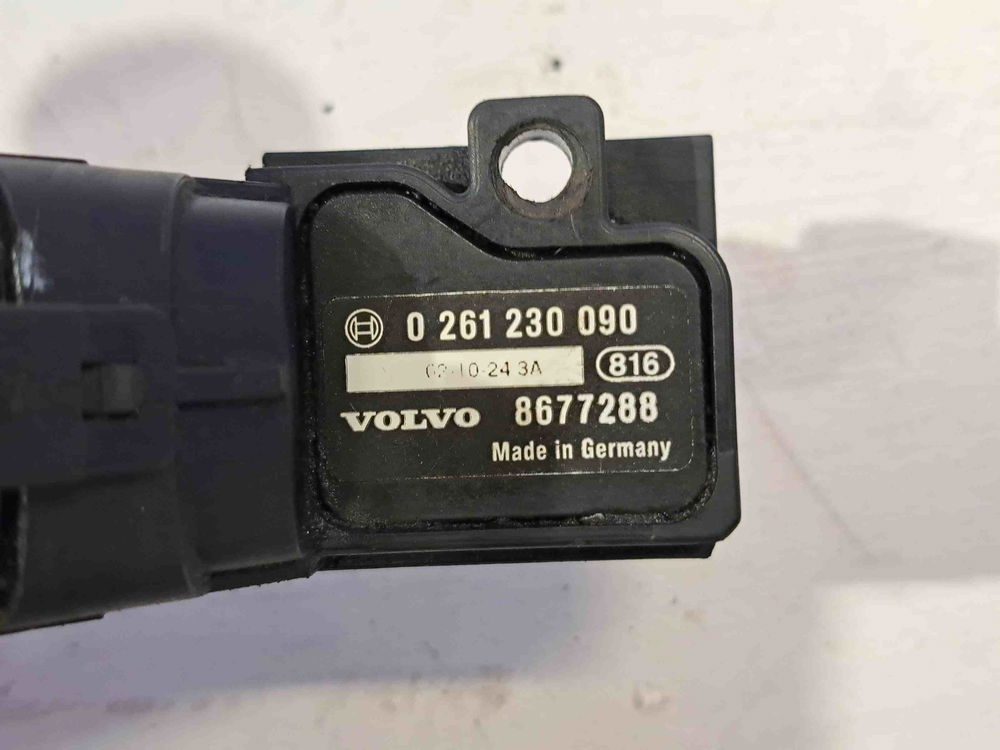 0 261 230 090
02-10-24 3A
816
VOLVO 8677288
Made in Germany